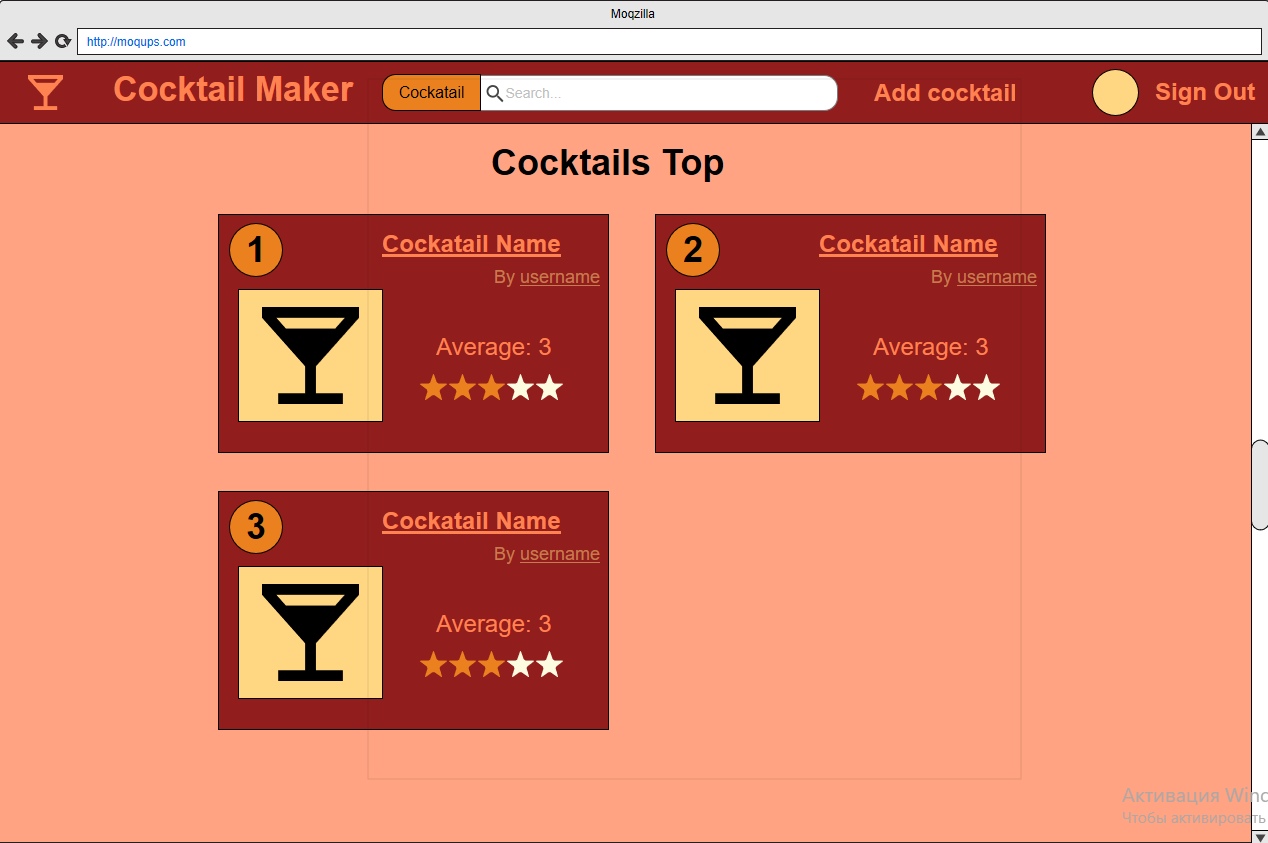 Moqzilla
http://moqups.com
Cocktail Maker
Cockatail
Search...
Add cocktail
Sign Out
Cocktails Top
1
Cockatail Name
By username
Average: 3
2
Cockatail Name
By username
Average: 3
3
Cockatail Name
By username
Average: 3
Активация Winc
Чтобы активировать